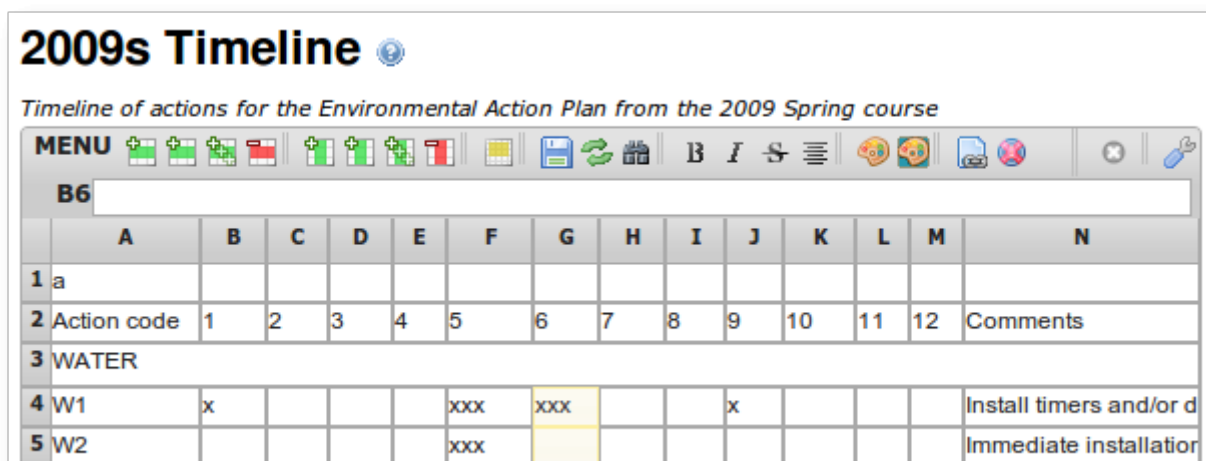 2009s Timeline
Timeline of actions for the Environmental Action Plan from the 2009 Spring course
MENU B I S
B6
A B C D E F G H I J K L M N
1 a
2 Action code 1 2 3 4 5 6 7 8 9 10 11 12 Comments
3 WATER
4 W1 x xxx xxx x Install timers and/or d
5 W2 xxx Immediate installation